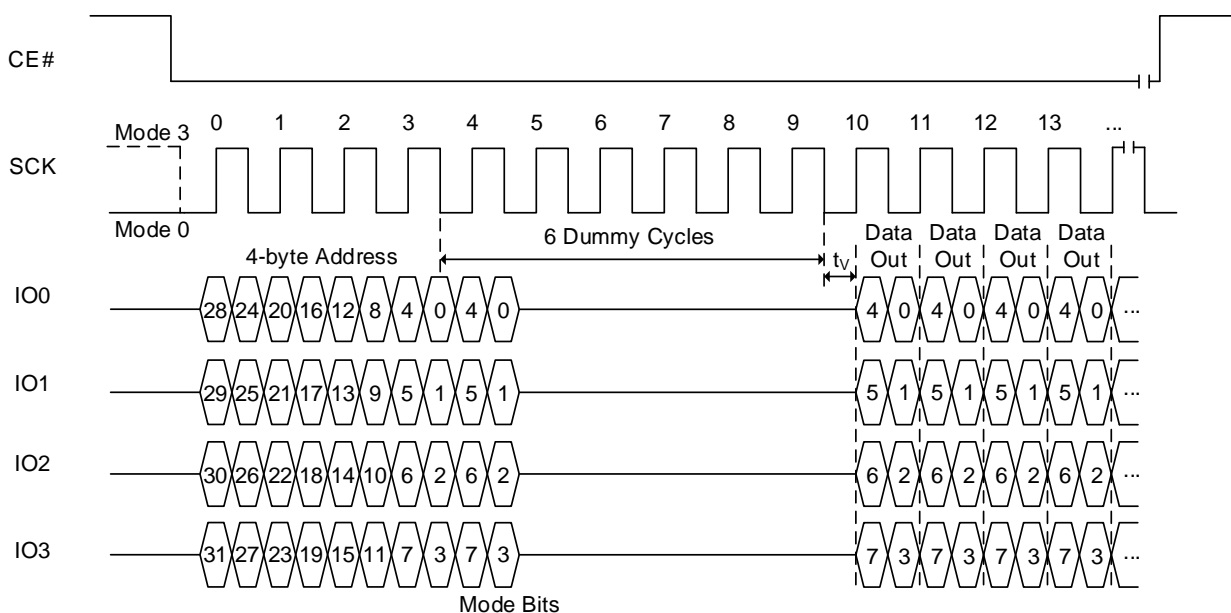 CE#
Mode 3
0 1 2 3 4 5 6 7 8 9 10 11 12 13 ...
SCK
Mode 0
4-byte Address
6 Dummy Cycles
tV
Data Out
Data Out
Data Out
Data Out
IO0
28 24 20 16 12 8 4 0 4 0 4 0 4 0 4 0 4 0 ...
IO1
29 25 21 17 13 9 5 1 5 1 5 1 5 1 5 1 5 1 ...
IO2
30 26 22 18 14 10 6 2 6 2 6 2 6 2 6 2 6 2 ...
IO3
31 27 23 19 15 11 7 3 7 3 7 3 7 3 7 3 7 3 ...
Mode Bits